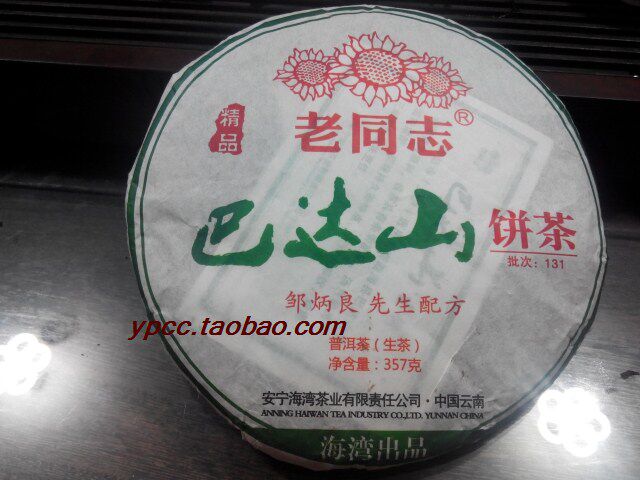 精品
老同志®
巴达山
饼茶
批次：131
邹炳良 先生配方
ypcc.taobao.com
普洱茶（生茶）
净含量：357克
安宁海湾茶业有限责任公司·中国云南
ANNING HAIWAN TEA INDUSTRY CO.,LTD. YUNNAN CHINA
海湾出品